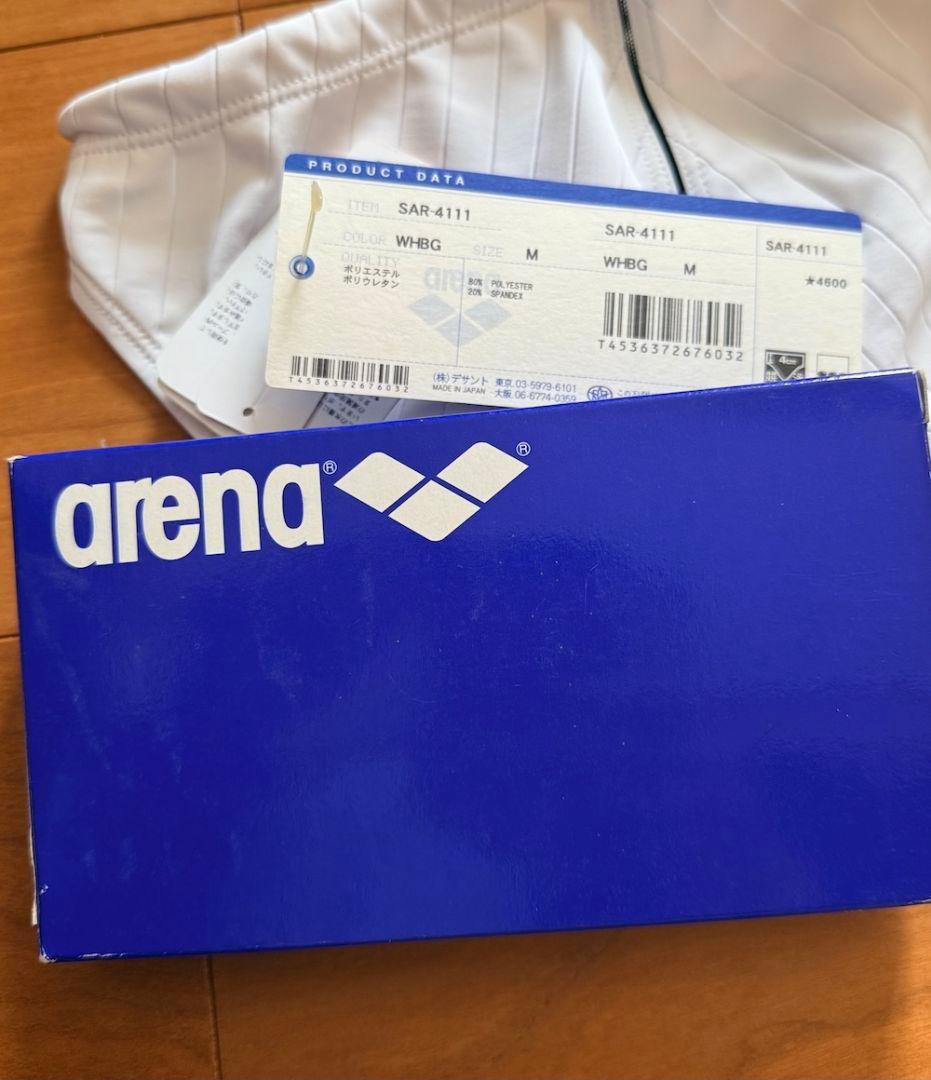 PRODUCT DATA
ITEM SAR-4111
COLOR WHBG SIZE M
QUALITY
ポリエステル
ポリウレタン
80% POLYESTER
20% SPANDEX
arena
T4536372676032
(株)デサント 東京.03-5979-6101
MADE IN JAPAN 大阪.06-6774-0359
SAR-4111
WHBG M
T4536372676032
SAR-4111
★4600
4cm
arena® ®